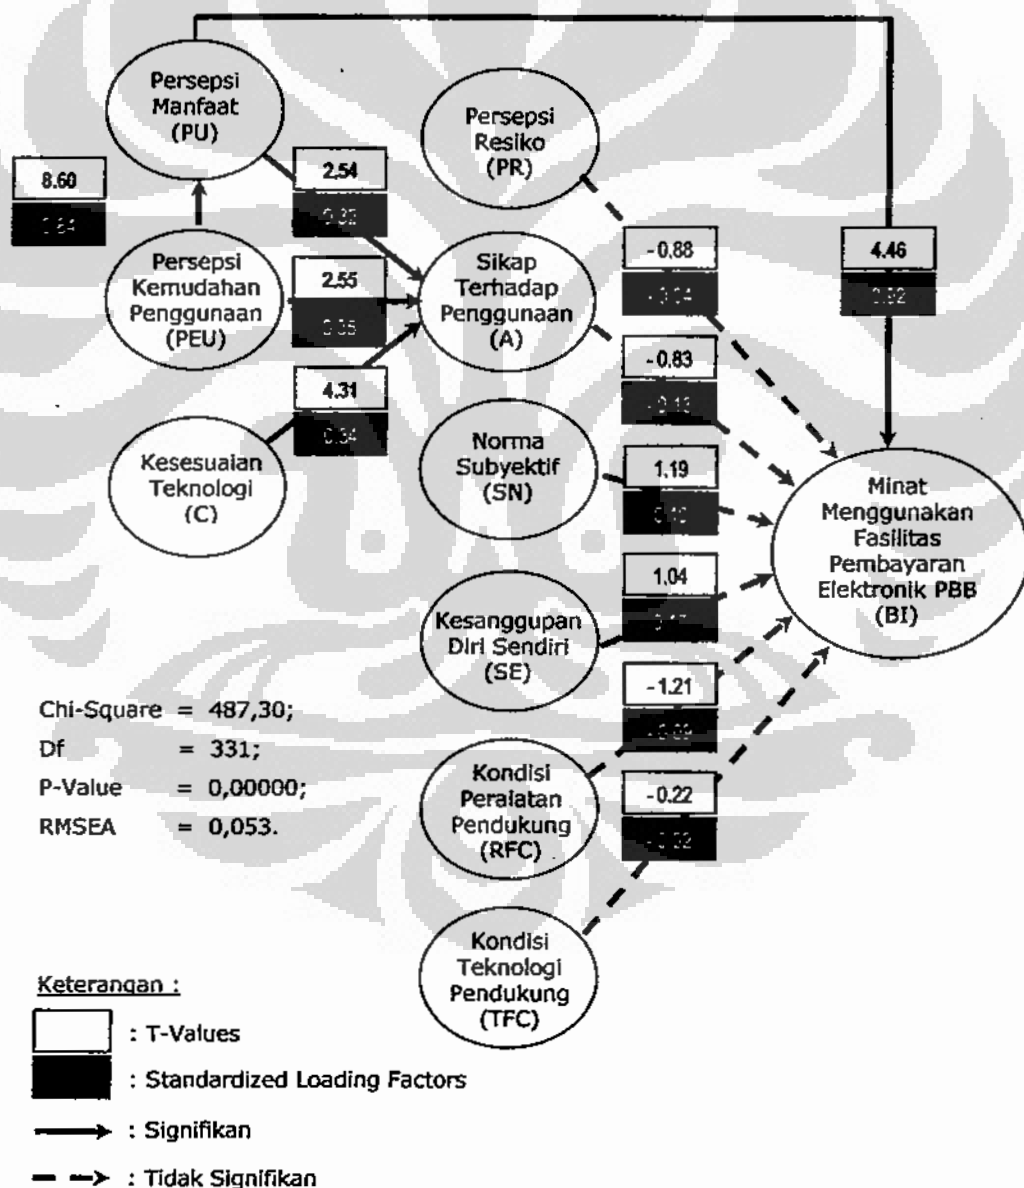 Persepsi
Manfaat
(PU)
Persepsi
Resiko
(PR)
8.60
2.54
Persepsi
Kemudahan
Penggunaan
(PEU)
2.55
Sikap
Terhadap
Penggunaan
(A)
-0.88
4.46
-0.83
4.31
Kesesuaian
Teknologi
(C)
Norma
Subyektif
(SN)
1.19
Minat
Menggunakan
Fasilitas
Pembayaran
Elektronik PBB
(BI)
1.04
Kesanggupan
Diri Sendiri
(SE)
-1.21
Chi-Square = 487,30;
Df = 331;
P-Value = 0,00000;
RMSEA = 0,053.
Kondisi
Peralatan
Pendukung
(RFC)
-0.22
Kondisi
Teknologi
Pendukung
(TFC)
Keterangan :
: T-Values
: Standardized Loading Factors
: Signifikan
: Tidak Signifikan